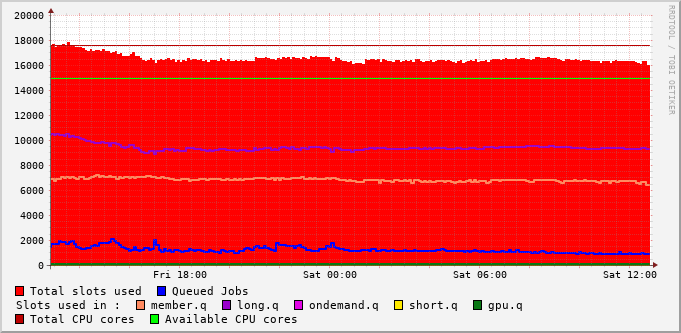 20000
18000
16000
14000
12000
10000
8000
6000
4000
2000
0
Fri 18:00 Sat 00:00 Sat 06:00 Sat 12:00
Total slots used Queued Jobs
Slots used in : member.q long.q ondemand.q short.q gpu.q
Total CPU cores Available CPU cores
RRDTOOL / TOBI OETIKER